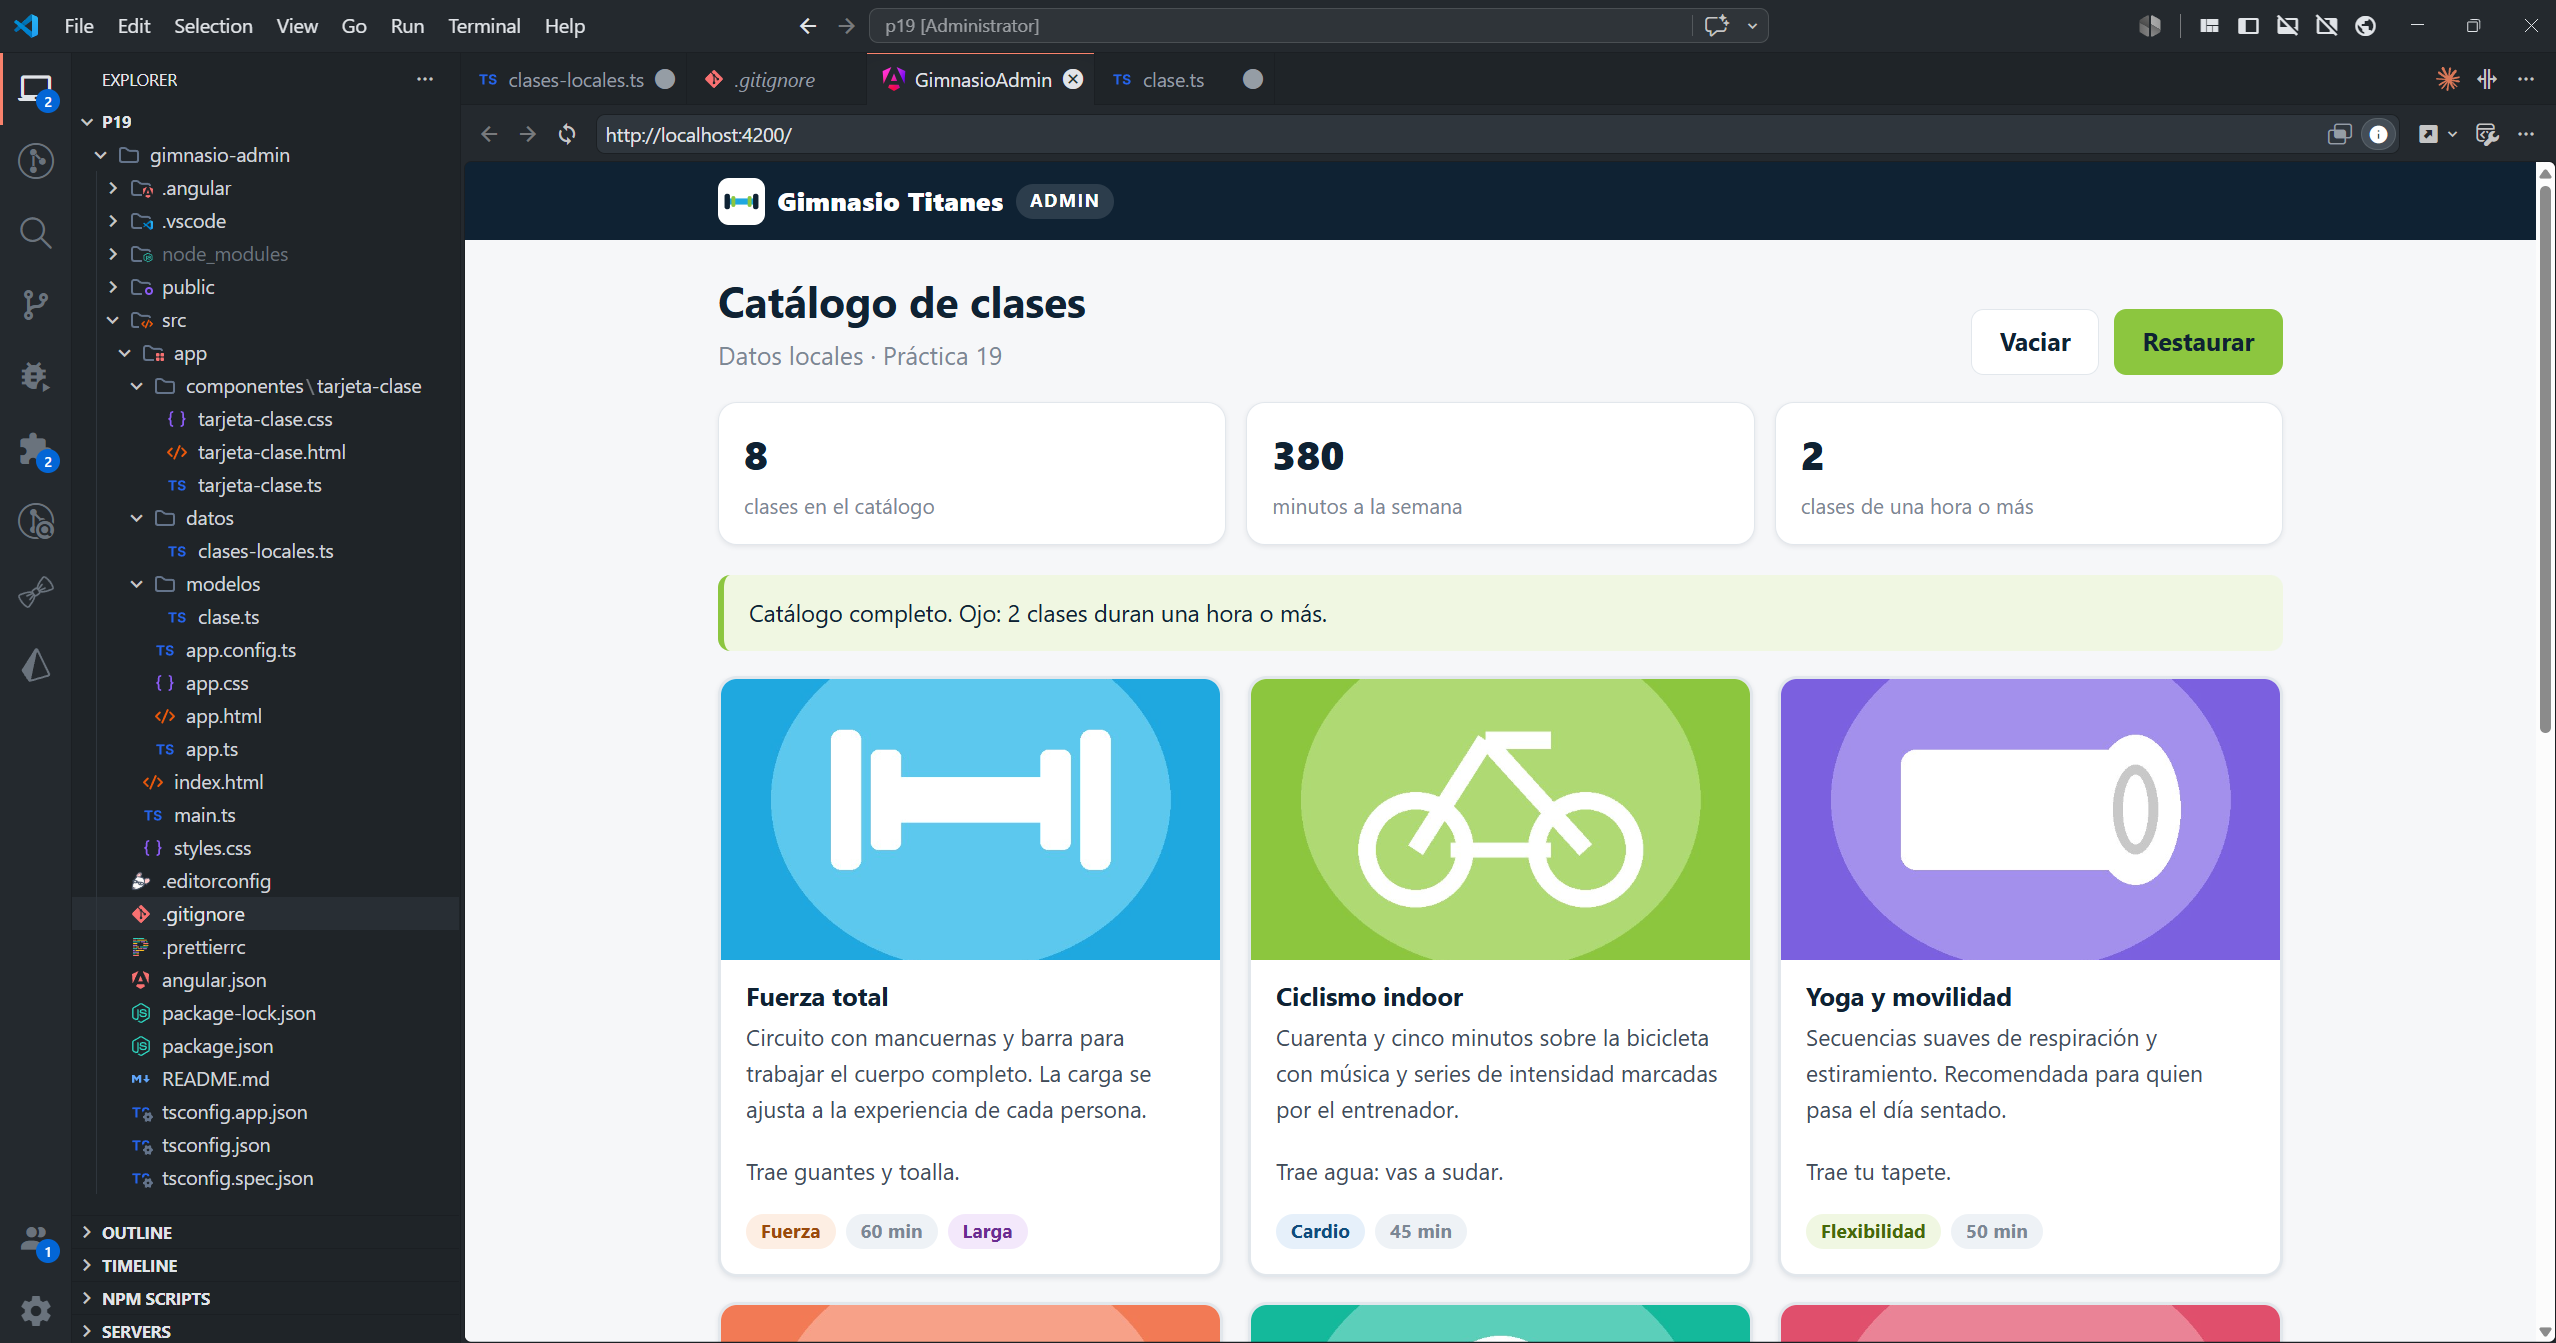 File Edit Selection View Go Run Terminal Help
p19 [Administrator]
EXPLORER
2
P19
gimnasio-admin
.angular
.vscode
node_modules
public
src
app
componentes\tarjeta-clase
{ } tarjeta-clase.css
</> tarjeta-clase.html
TS tarjeta-clase.ts
datos
TS clases-locales.ts
modelos
TS clase.ts
TS app.config.ts
{ } app.css
</> app.html
TS app.ts
</> index.html
TS main.ts
{ } styles.css
.editorconfig
.gitignore
.prettierrc
angular.json
package-lock.json
package.json
README.md
tsconfig.app.json
tsconfig.json
tsconfig.spec.json
OUTLINE
TIMELINE
NPM SCRIPTS
SERVERS
2
1
TS clases-locales.ts
.gitignore
GimnasioAdmin
TS clase.ts
http://localhost:4200/
Gimnasio Titanes ADMIN
Catálogo de clases
Datos locales · Práctica 19
Vaciar
Restaurar
8
clases en el catálogo
380
minutos a la semana
2
clases de una hora o más
Catálogo completo. Ojo: 2 clases duran una hora o más.
Fuerza total
Circuito con mancuernas y barra para
trabajar el cuerpo completo. La carga se
ajusta a la experiencia de cada persona.
Trae guantes y toalla.
Fuerza 60 min Larga
Ciclismo indoor
Cuarenta y cinco minutos sobre la bicicleta
con música y series de intensidad marcadas
por el entrenador.
Trae agua: vas a sudar.
Cardio 45 min
Yoga y movilidad
Secuencias suaves de respiración y
estiramiento. Recomendada para quien
pasa el día sentado.
Trae tu tapete.
Flexibilidad 50 min